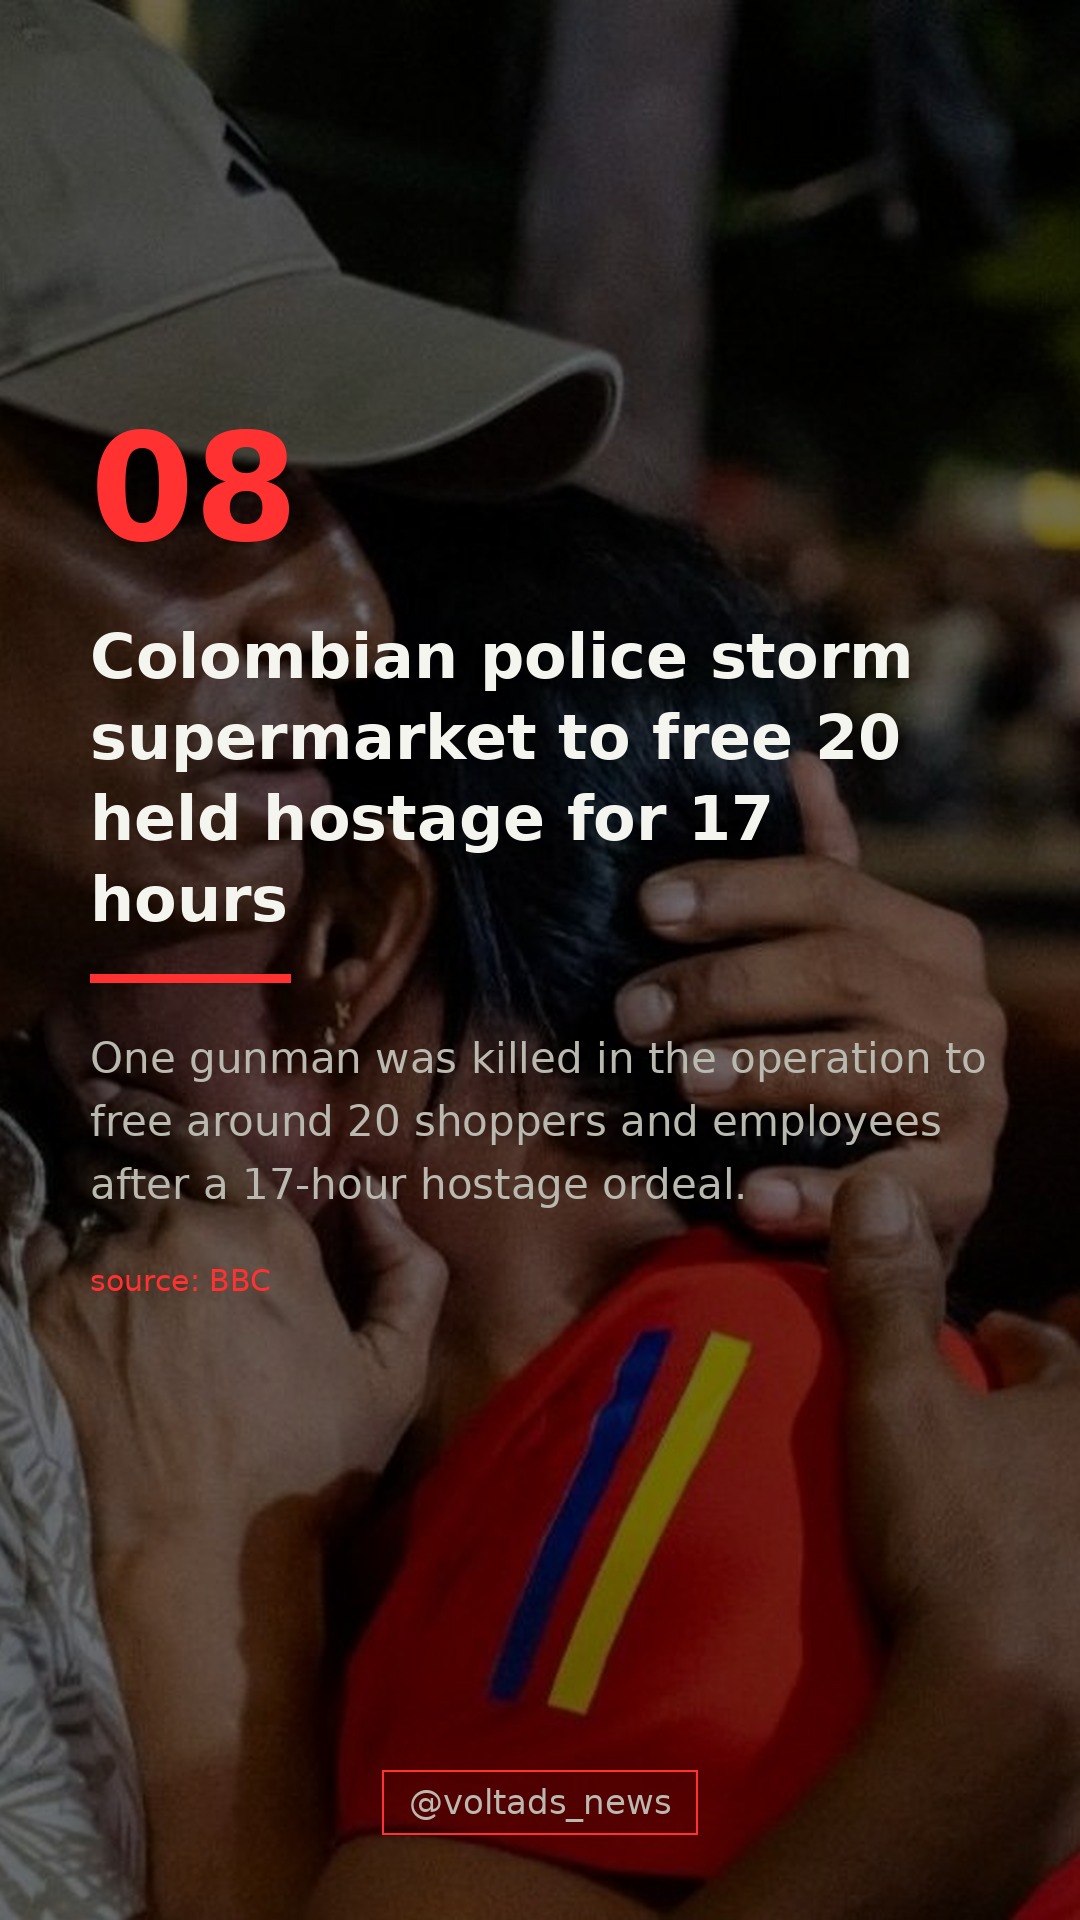 08
Colombian police storm
supermarket to free 20
held hostage for 17
hours
One gunman was killed in the operation to
free around 20 shoppers and employees
after a 17-hour hostage ordeal.
source: BBC
@voltads_news